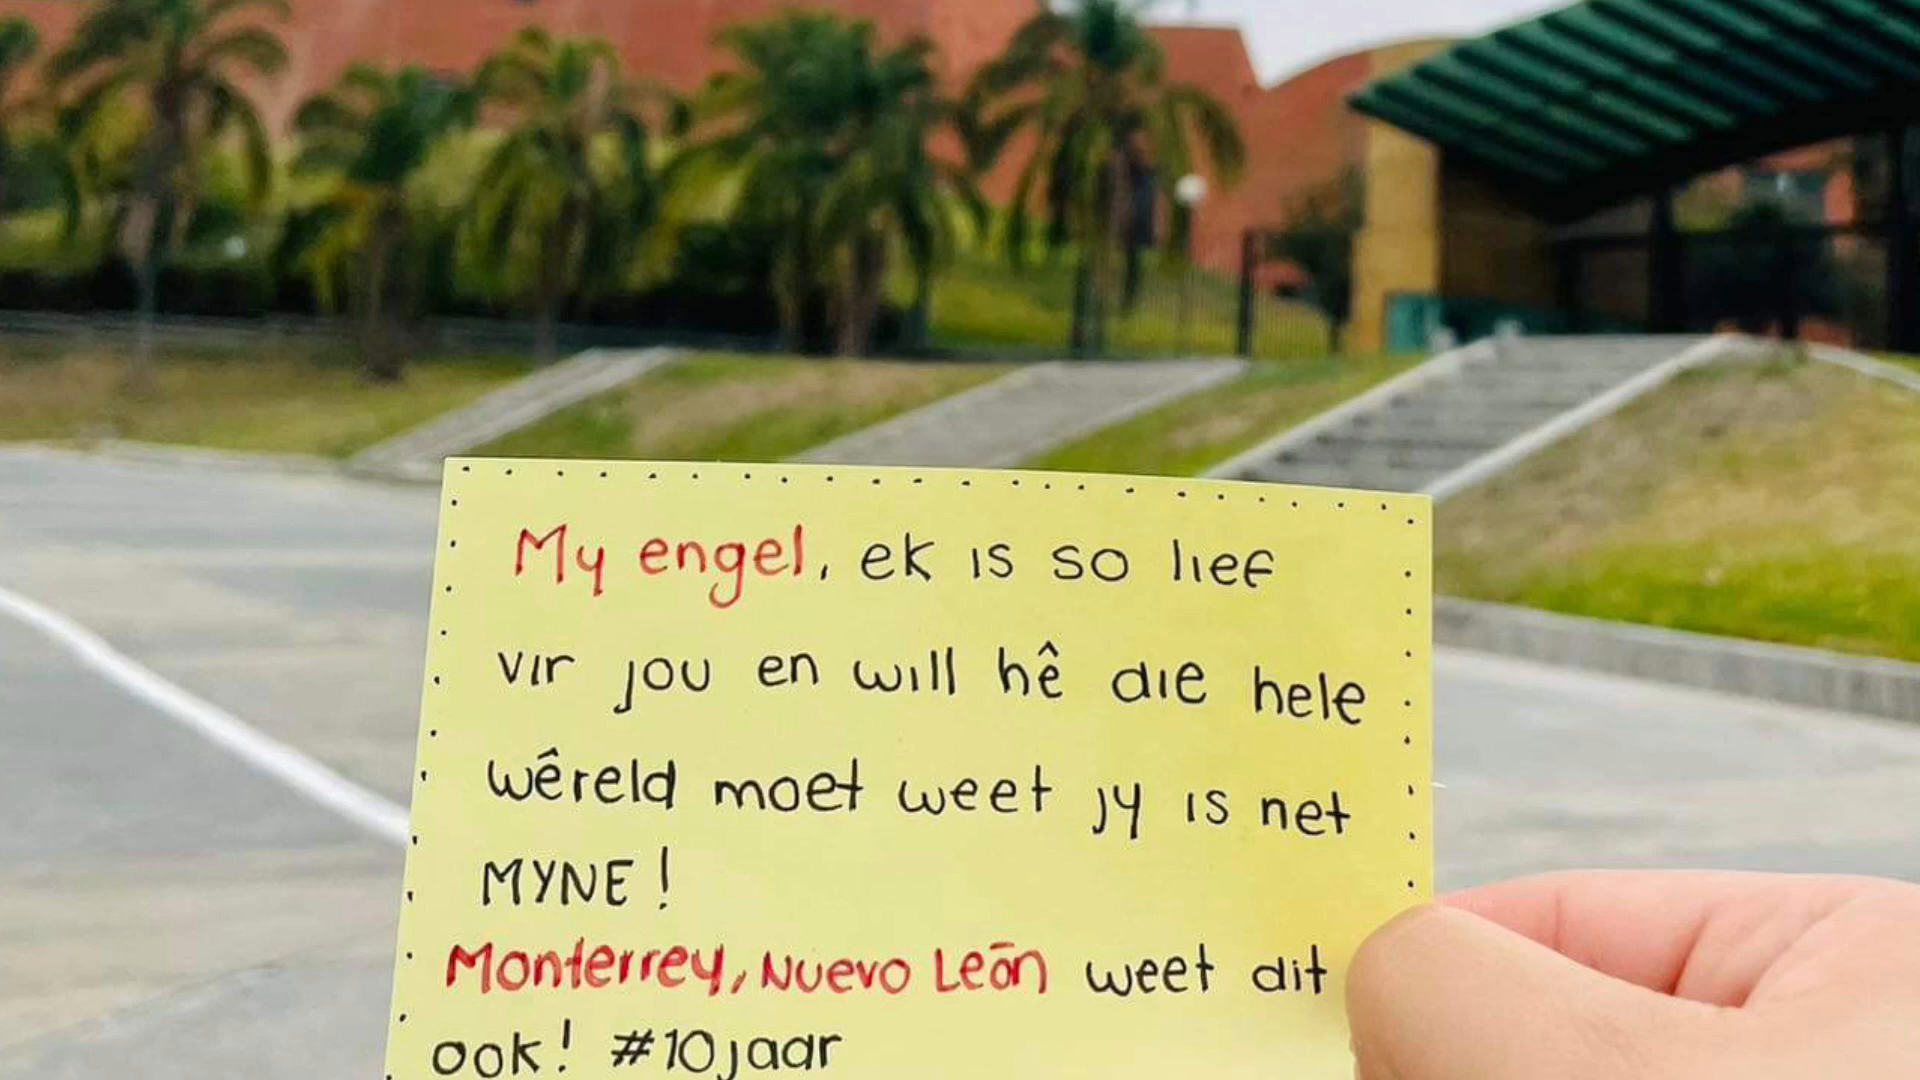 My engel, ek is so lief
vir jou en will hê die hele
wêreld moet weet jy is net
MYNE!
Monterrey, Nuevo León weet dit
ook! #10jaar